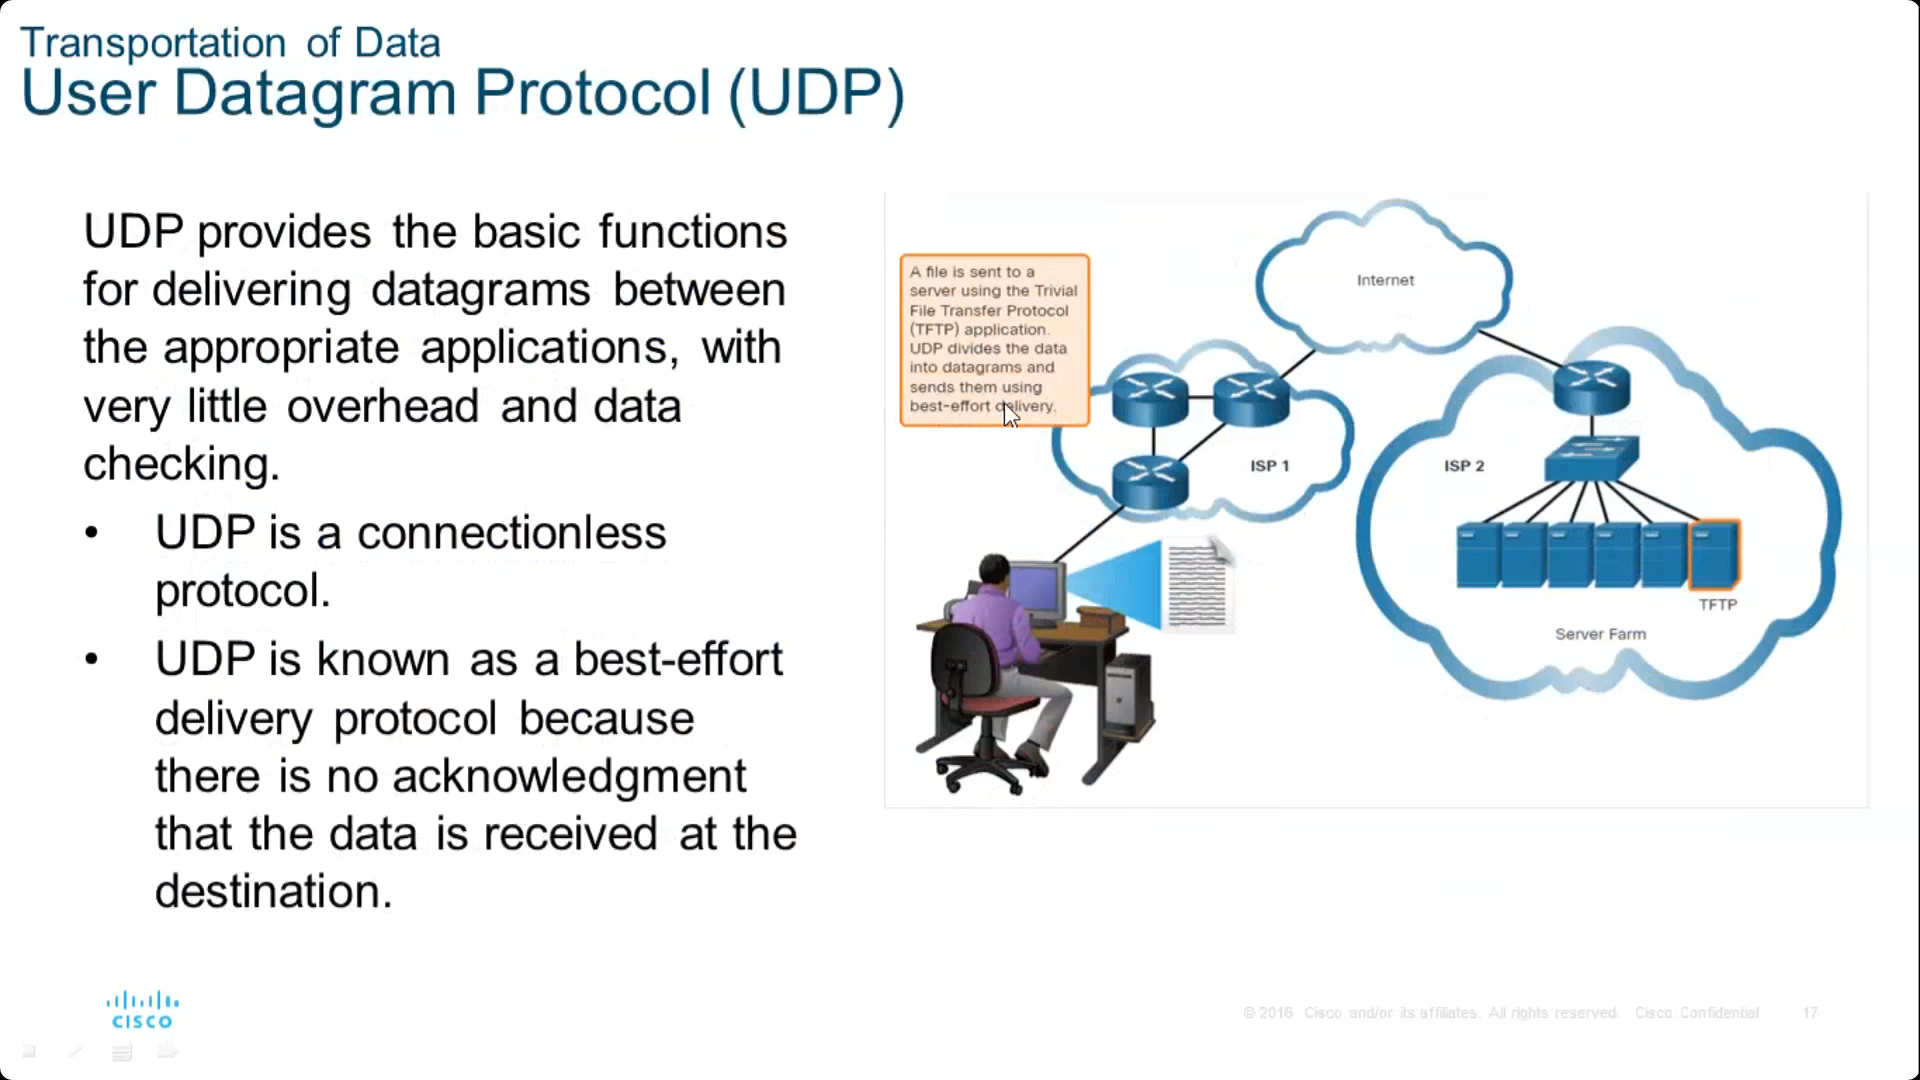 Transportation of Data
User Datagram Protocol (UDP)
UDP provides the basic functions
for delivering datagrams between
the appropriate applications, with
very little overhead and data
checking.
• UDP is a connectionless
protocol.
• UDP is known as a best-effort
delivery protocol because
there is no acknowledgment
that the data is received at the
destination.
A file is sent to a
server using the Trivial
File Transfer Protocol
(TFTP) application.
UDP divides the data
into datagrams and
sends them using
best-effort delivery.
Internet
ISP 1
ISP 2
TFTP
Server Farm
CISCO
© 2016 Cisco and/or its affiliates. All rights reserved. Cisco Confidential 17